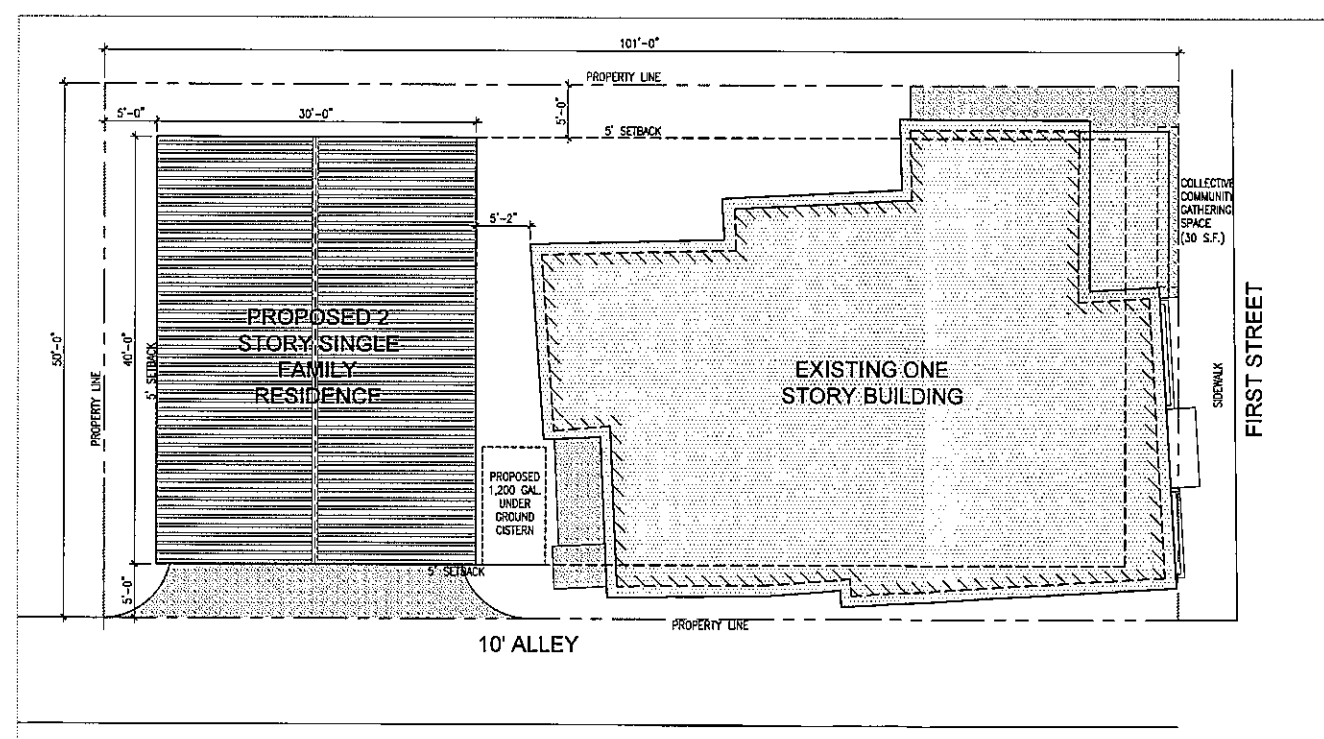 101'-0"
PROPERTY LINE
5'-0"
30'-0"
5'-0"
5' SETBACK
5'-2"
COLLECTIVE
COMMUNITY
GATHERING
SPACE
(30 S.F.)
50'-0"
PROPERTY LINE
40'-0"
5' SETBACK
PROPOSED 2
STORY SINGLE
FAMILY
RESIDENCE
EXISTING ONE
STORY BUILDING
SIDEWALK
FIRST STREET
PROPOSED
1,200 GAL.
UNDER
GROUND
CISTERN
5' SETBACK
5'-0"
PROPERTY LINE
10' ALLEY